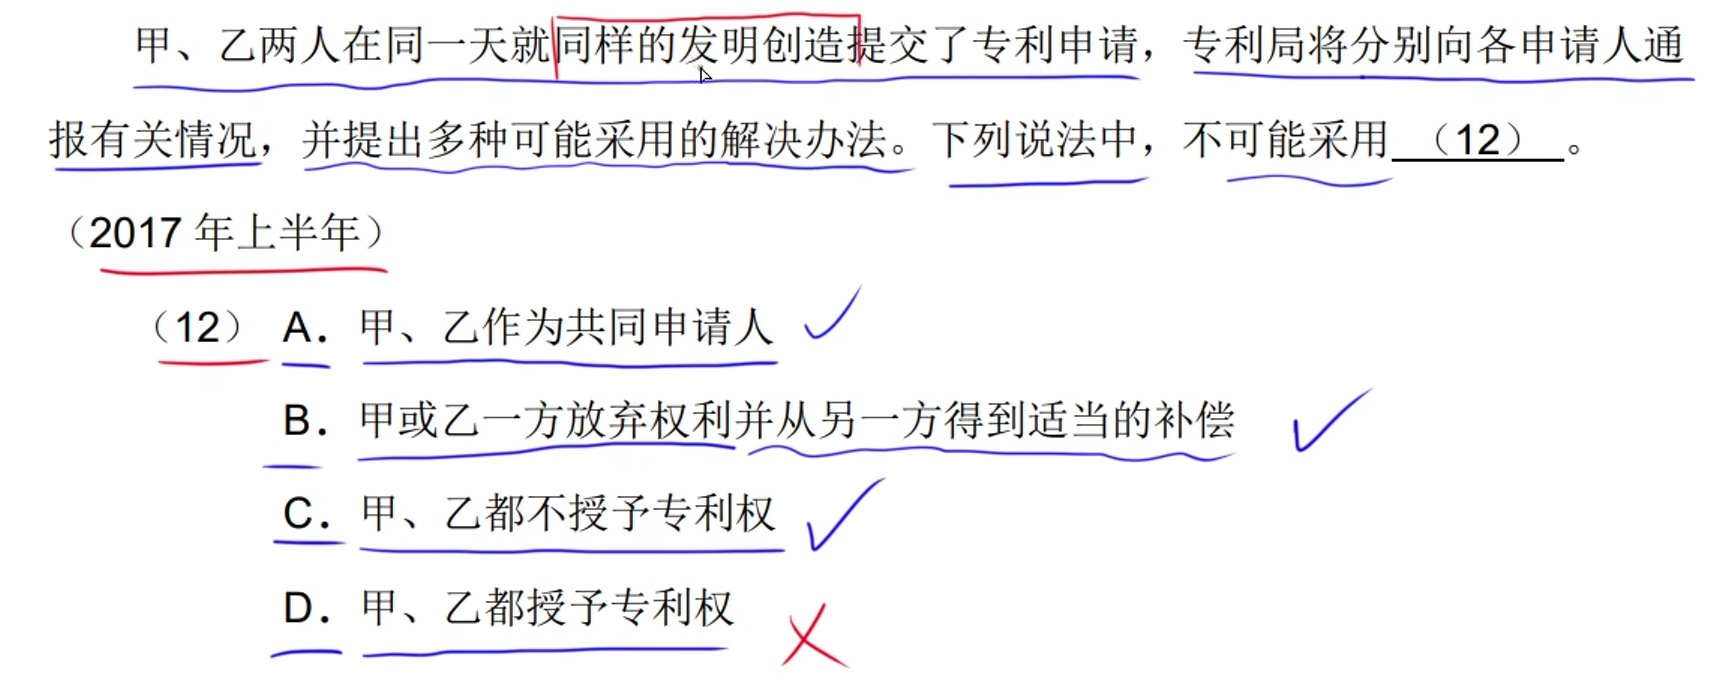 甲、乙两人在同一天就同样的发明创造提交了专利申请，专利局将分别向各申请人通
报有关情况，并提出多种可能采用的解决办法。下列说法中，不可能采用 （12） 。
（2017 年上半年）
（12） A. 甲、乙作为共同申请人
B. 甲或乙一方放弃权利并从另一方得到适当的补偿
C. 甲、乙都不授予专利权
D. 甲、乙都授予专利权